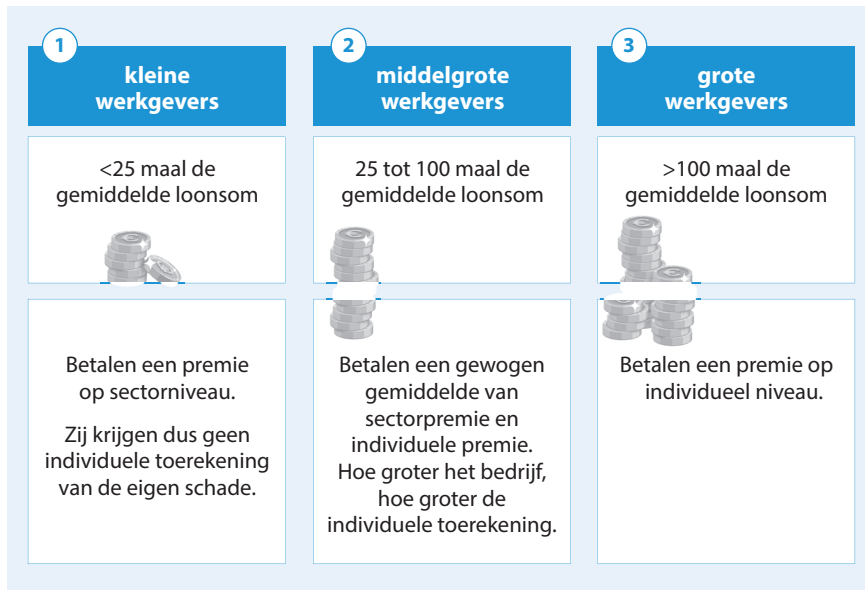 1
kleine
werkgevers
<25 maal de
gemiddelde loonsom
Betalen een premie
op sectorniveau.
Zij krijgen dus geen
individuele toerekening
van de eigen schade.
2
middelgrote
werkgevers
25 tot 100 maal de
gemiddelde loonsom
Betalen een gewogen
gemiddelde van
sectorpremie en
individuele premie.
Hoe groter het bedrijf,
hoe groter de
individuele toerekening.
3
grote
werkgevers
>100 maal de
gemiddelde loonsom
Betalen een premie op
individueel niveau.